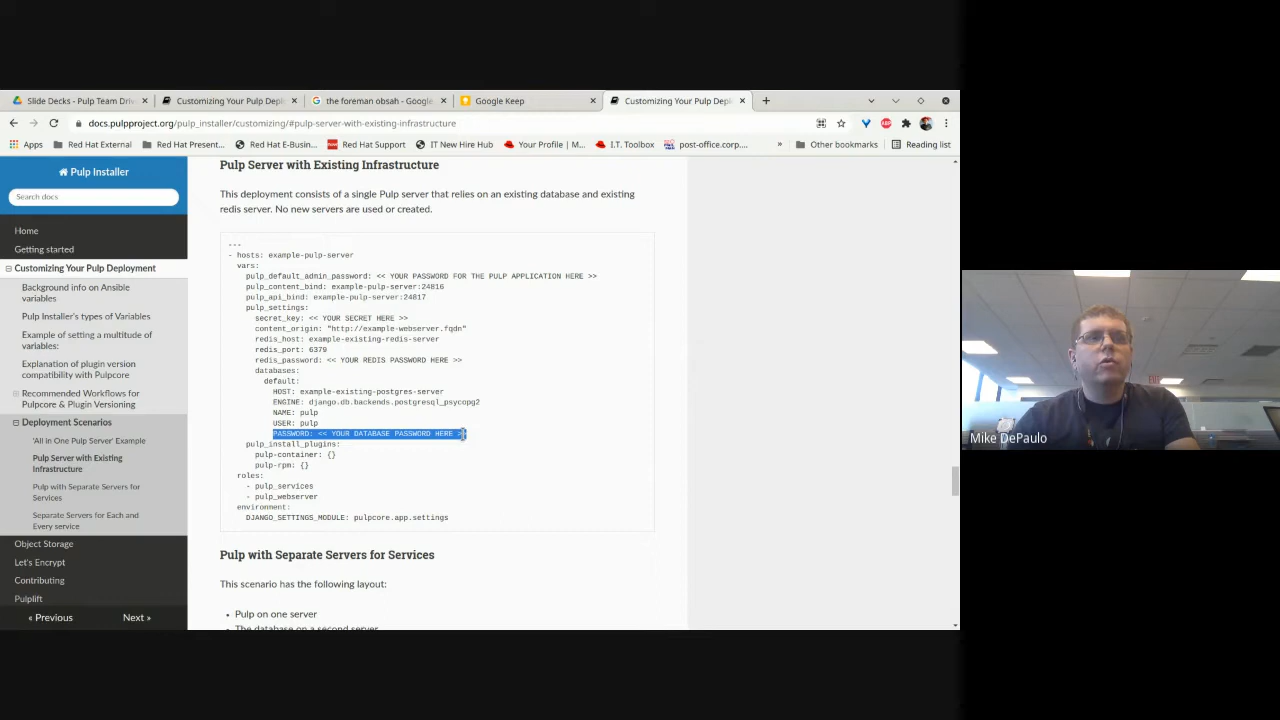 Slide Decks - Pulp Team Driv
Customizing Your Pulp Depl
the foreman obsah - Google
Google Keep
Customizing Your Pulp Depl
docs.pulpproject.org/pulp_installer/customizing/#pulp-server-with-existing-infrastructure
Apps
Red Hat External
Red Hat Present...
Red Hat E-Busin...
Red Hat Support
IT New Hire Hub
Your Profile | M...
I.T. Toolbox
post-office.corp....
»
Other bookmarks
Reading list
Pulp Installer
Search docs
Home
Getting started
Customizing Your Pulp Deployment
Background info on Ansible
variables
Pulp Installer's types of Variables
Example of setting a multitude of
variables:
Explanation of plugin version
compatibility with Pulpcore
Recommended Workflows for
Pulpcore & Plugin Versioning
Deployment Scenarios
'All in One Pulp Server' Example
Pulp Server with Existing
Infrastructure
Pulp with Separate Servers for
Services
Separate Servers for Each and
Every service
Object Storage
Let's Encrypt
Contributing
Pulplift
« Previous
Next »
Pulp Server with Existing Infrastructure
This deployment consists of a single Pulp server that relies on an existing database and existing
redis server. No new servers are used or created.
---
- hosts: example-pulp-server
vars:
pulp_default_admin_password: << YOUR PASSWORD FOR THE PULP APPLICATION HERE >>
pulp_content_bind: example-pulp-server:24816
pulp_api_bind: example-pulp-server:24817
pulp_settings:
secret_key: << YOUR SECRET HERE >>
content_origin: "http://example-webserver.fqdn"
redis_host: example-existing-redis-server
redis_port: 6379
redis_password: << YOUR REDIS PASSWORD HERE >>
databases:
default:
HOST: example-existing-postgres-server
ENGINE: django.db.backends.postgresql_psycopg2
NAME: pulp
USER: pulp
PASSWORD: << YOUR DATABASE PASSWORD HERE >>
pulp_install_plugins:
pulp-container: {}
pulp-rpm: {}
roles:
- pulp_services
- pulp_webserver
environment:
DJANGO_SETTINGS_MODULE: pulpcore.app.settings
Pulp with Separate Servers for Services
This scenario has the following layout:
• Pulp on one server
• The database on a second server
Mike DePaulo